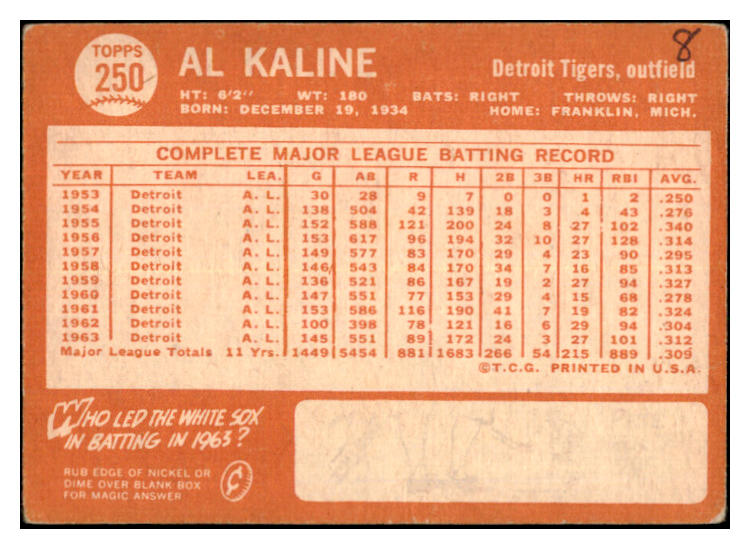 TOPPS
250
AL KALINE
8
Detroit Tigers, outfield
HT: 6'2" WT: 180 BATS: RIGHT THROWS: RIGHT
BORN: DECEMBER 19, 1934 HOME: FRANKLIN, MICH.
COMPLETE MAJOR LEAGUE BATTING RECORD
YEAR TEAM LEA. G AB R H 2B 3B HR RBI AVG.
1953 Detroit A. L. 30 28 9 7 0 0 1 2 .250
1954 Detroit A. L. 138 504 42 139 18 3 4 43 .276
1955 Detroit A. L. 152 588 121 200 24 8 27 102 .340
1956 Detroit A. L. 153 617 96 194 32 10 27 128 .314
1957 Detroit A. L. 149 577 83 170 29 4 23 90 .295
1958 Detroit A. L. 146 543 84 170 34 7 16 85 .313
1959 Detroit A. L. 136 521 86 167 19 2 27 94 .327
1960 Detroit A. L. 147 551 77 153 29 4 15 68 .278
1961 Detroit A. L. 153 586 116 190 41 7 19 82 .324
1962 Detroit A. L. 100 398 78 121 16 6 29 94 .304
1963 Detroit A. L. 145 551 89 172 24 3 27 101 .312
Major League Totals 11 Yrs. 1449 5454 881 1683 266 54 215 889 .309
©T.C.G. PRINTED IN U.S.A.
WHO LED THE WHITE SOX
IN BATTING IN 1963?
RUB EDGE OF NICKEL OR
DIME OVER BLANK BOX
FOR MAGIC ANSWER
¢